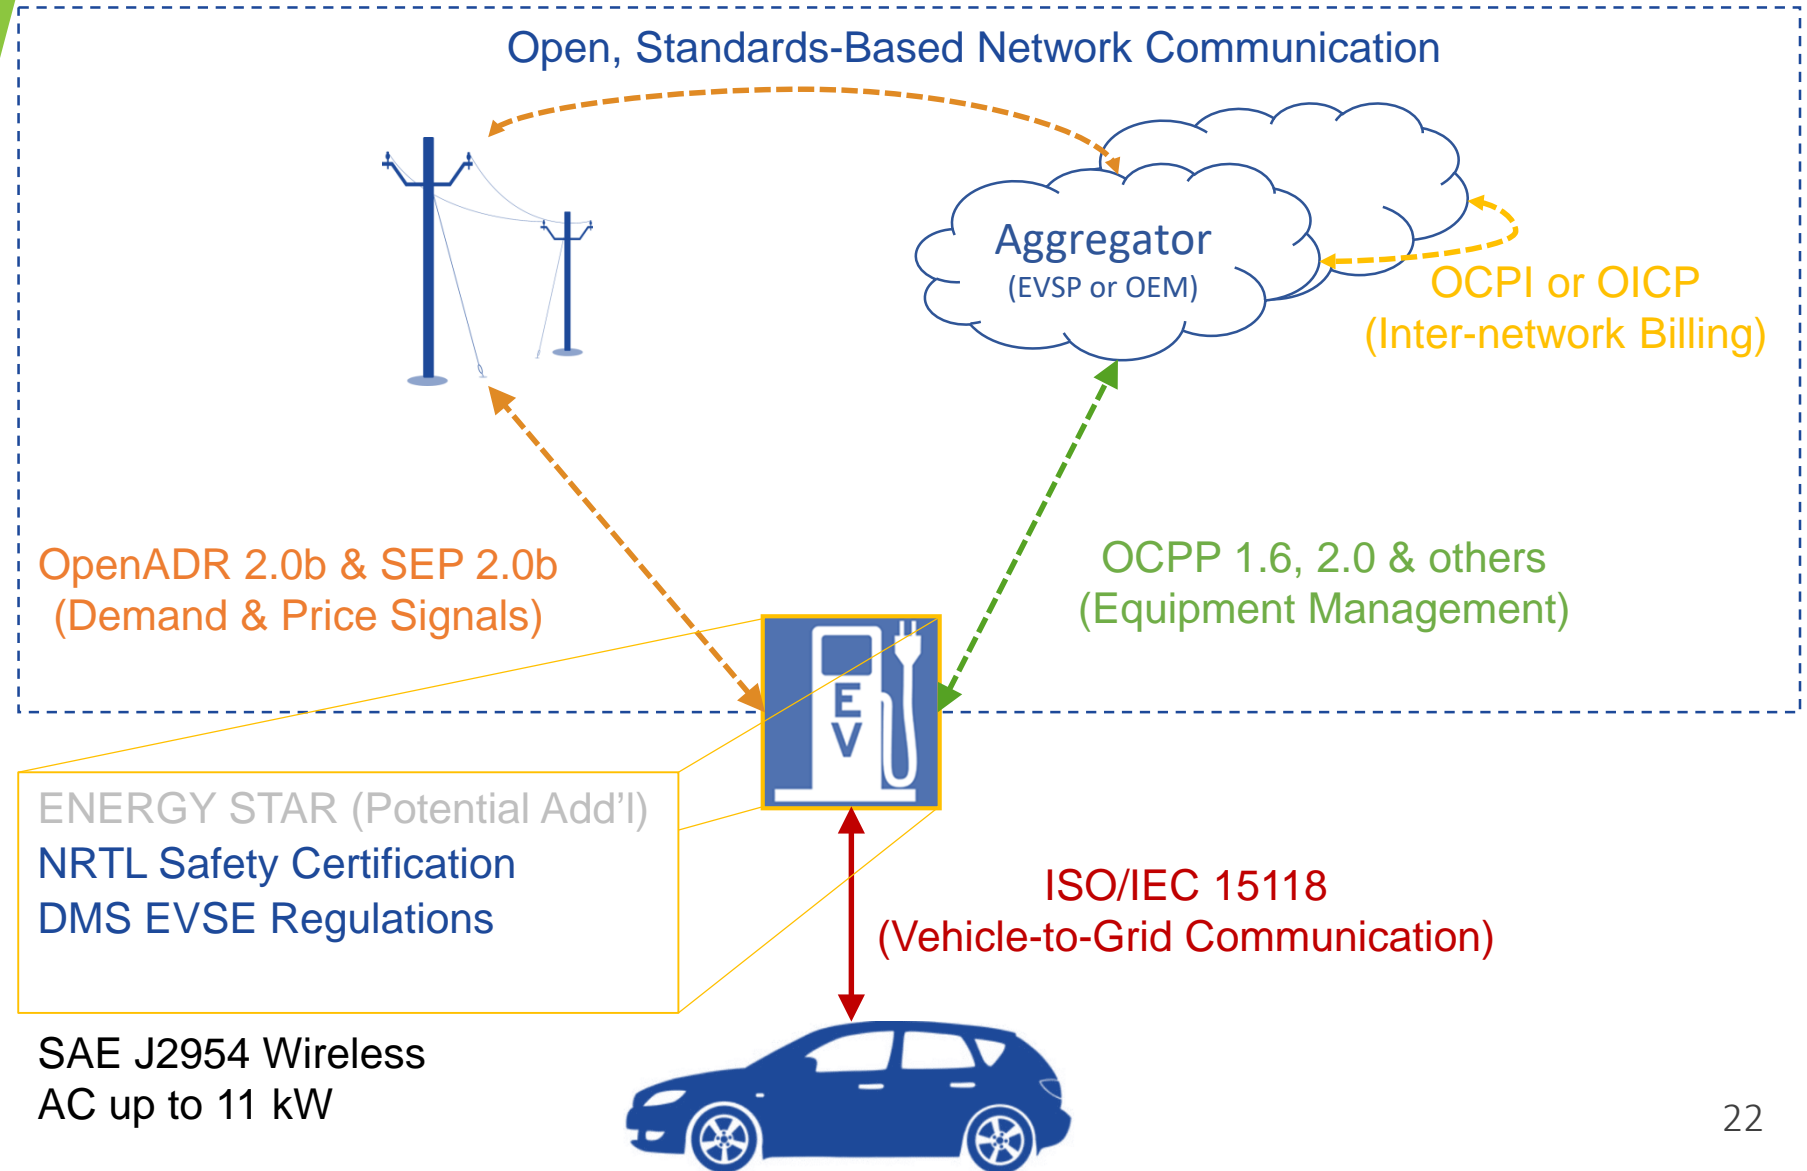 Open, Standards-Based Network Communication
Aggregator
(EVSP or OEM)
OCPI or OICP
(Inter-network Billing)
OpenADR 2.0b & SEP 2.0b
(Demand & Price Signals)
OCPP 1.6, 2.0 & others
(Equipment Management)
E
V
ENERGY STAR (Potential Add'l)
NRTL Safety Certification
DMS EVSE Regulations
ISO/IEC 15118
(Vehicle-to-Grid Communication)
SAE J2954 Wireless
AC up to 11 kW
22